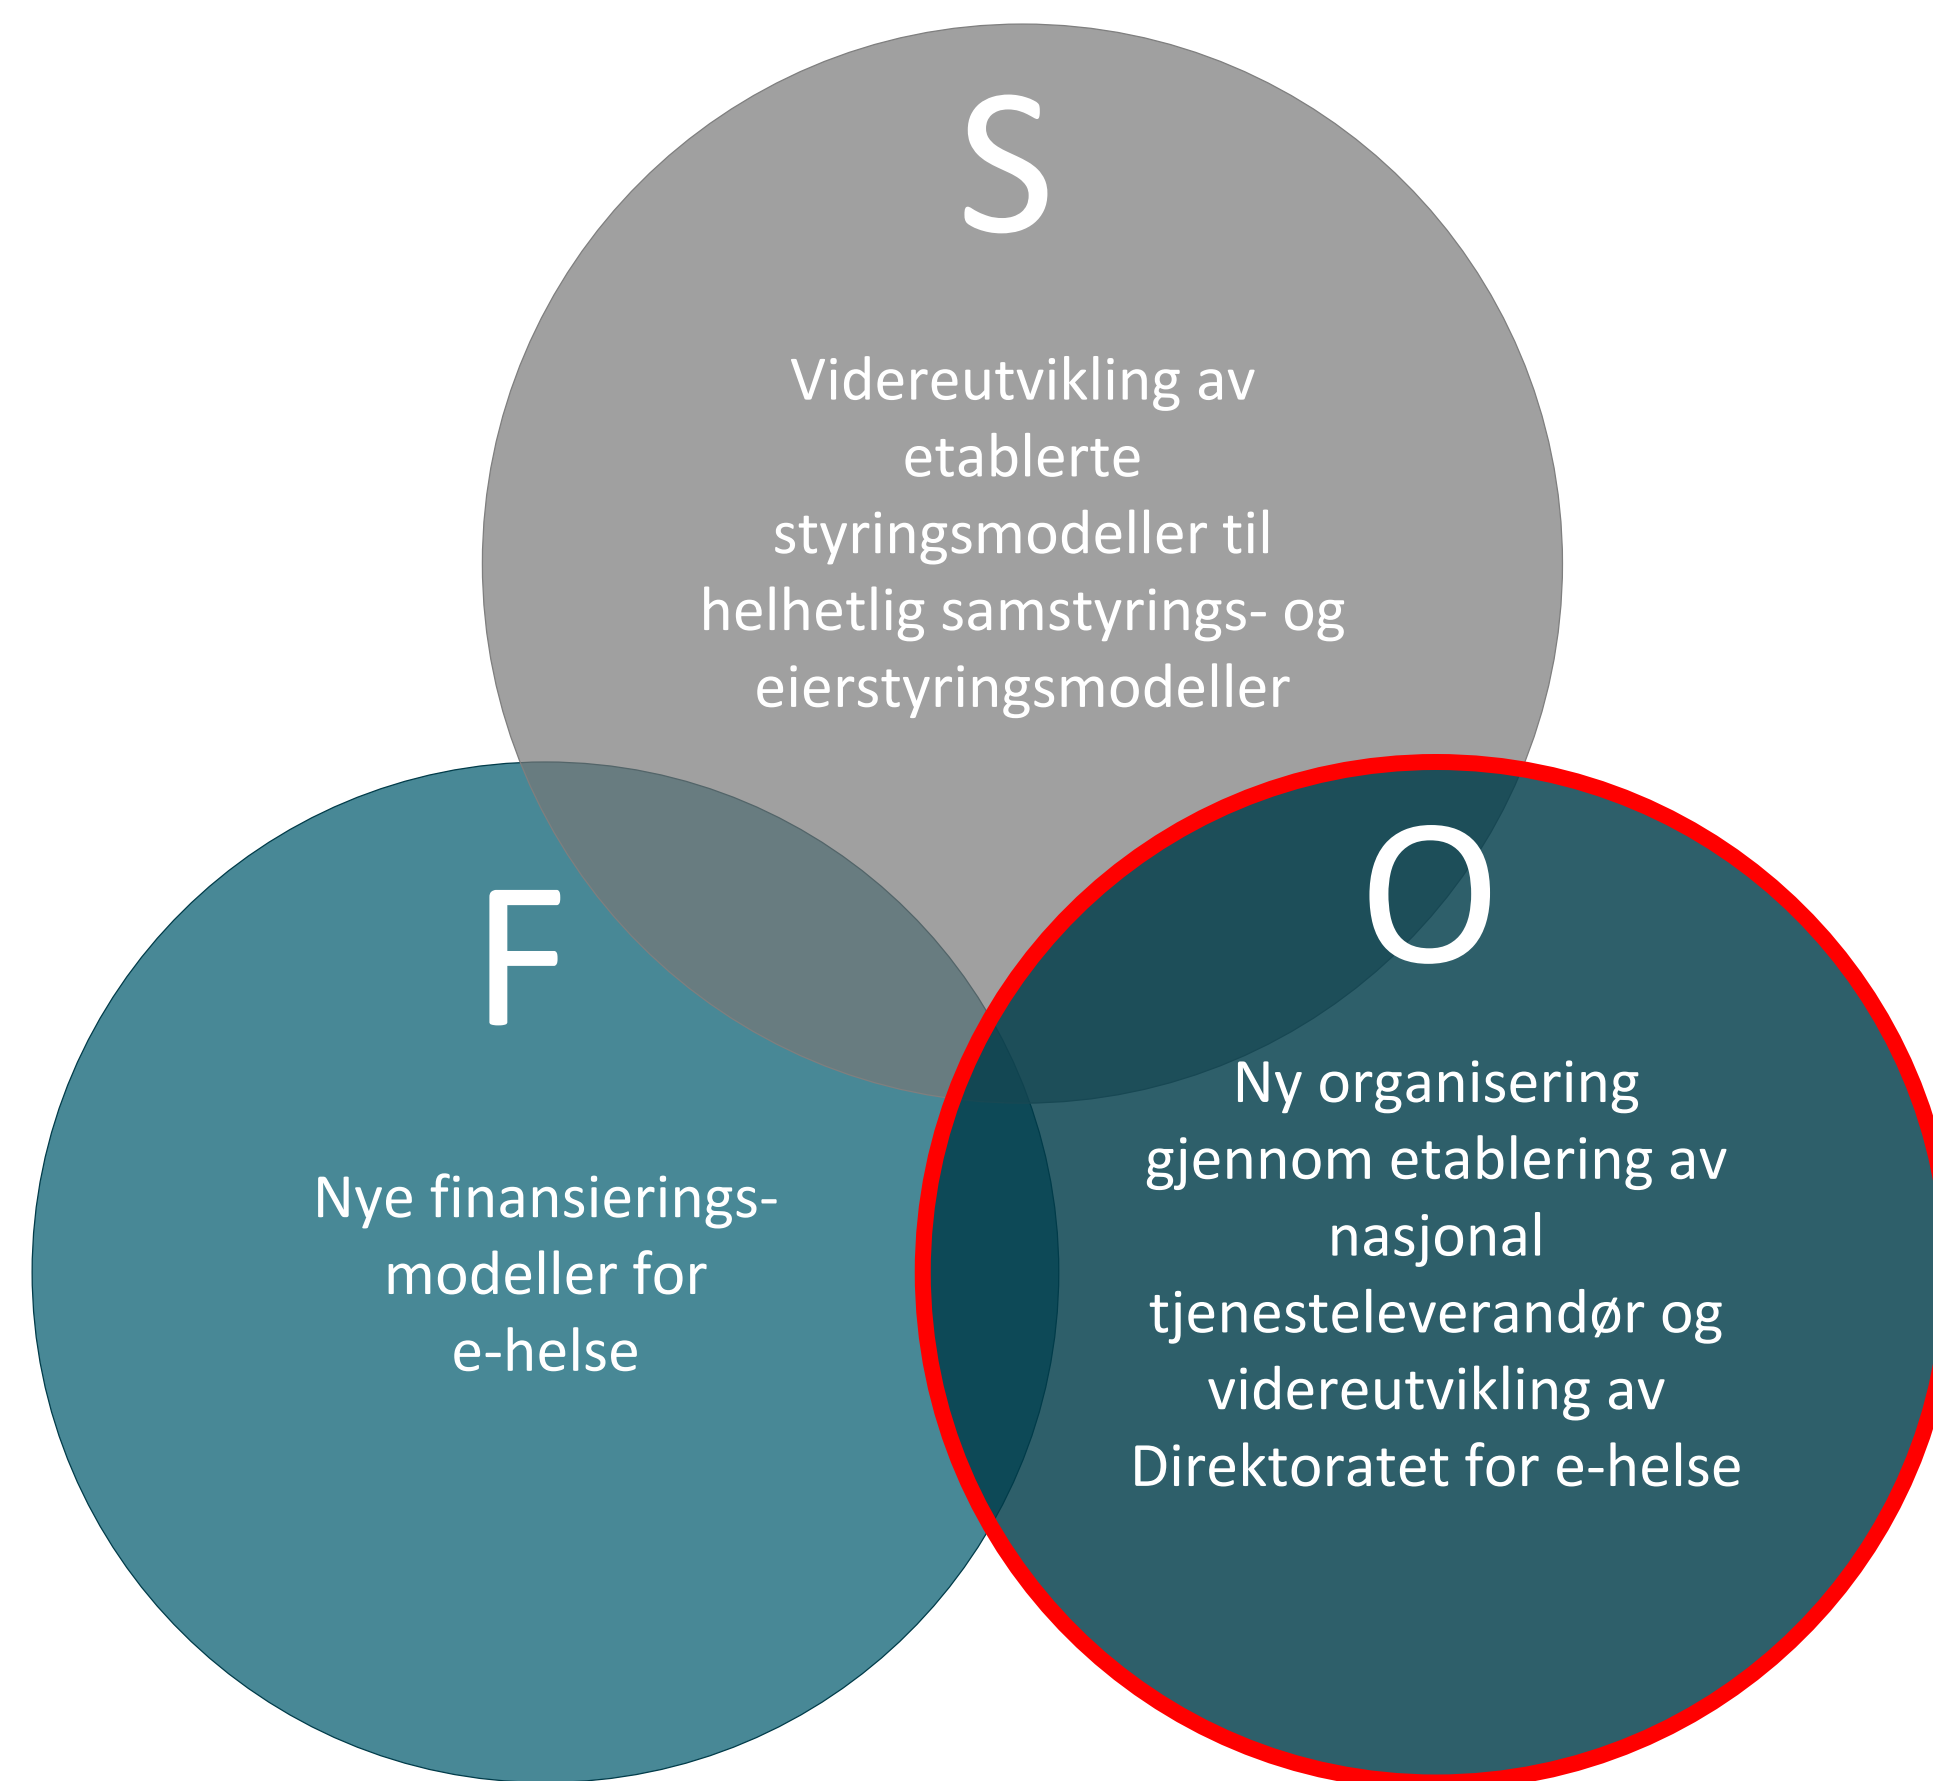 S
Videreutvikling av
etablerte
styringsmodeller til
helhetlig samstyrings- og
eierstyringsmodeller
F
Nye finansierings-
modeller for
e-helse
O
Ny organisering
gjennom etablering av
nasjonal
tjenesteleverandør og
videreutvikling av
Direktoratet for e-helse